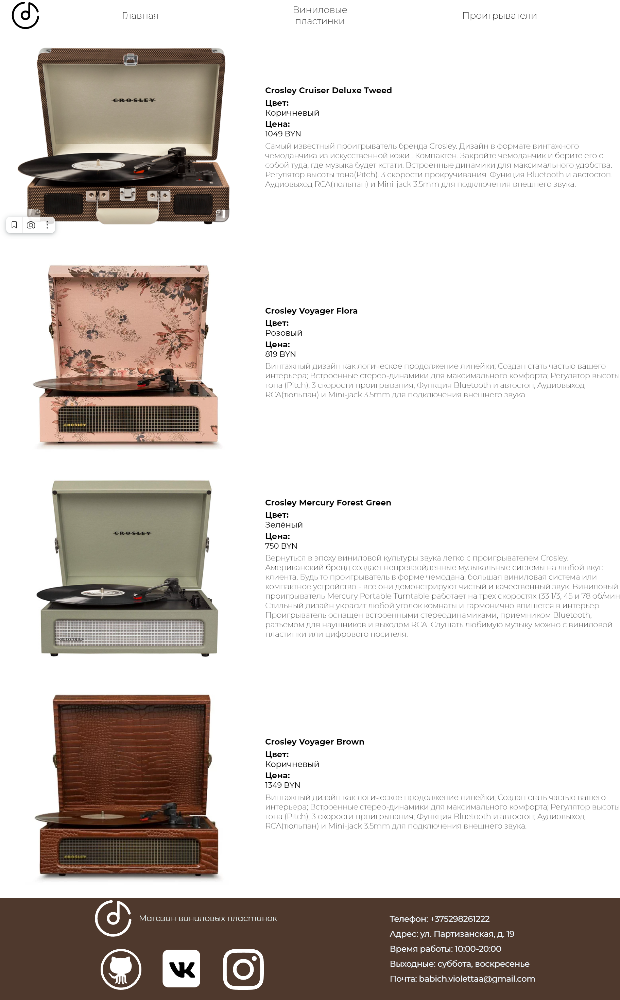 Главная
Виниловые
пластинки
Проигрыватели
CROSLEY
Crosley Cruiser Deluxe Tweed
Цвет:
Коричневый
Цена:
1049 BYN
Самый известный проигрыватель бренда Crosley. Дизайн в формате винтажного
чемоданчика из искусственной кожи . Компактен. Закройте чемоданчик и берите его с
собой туда, где музыка будет кстати. Встроенные динамики для максимального удобства.
Регулятор высоты тона(Pitch). 3 скорости прокручивания. Функция Bluetooth и австостоп.
Аудиовыход RCA(тюльпан) и Mini-jack 3.5mm для подключения внешнего звука.
Crosley Voyager Flora
Цвет:
Розовый
Цена:
819 BYN
Винтажный дизайн как логическое продолжение линейки; Создан стать частью вашего
интерьера; Встроенные стерео-динамики для максимального комфорта; Регулятор высоты
тона (Pitch); 3 скорости проигрывания; Функция Bluetooth и автостоп; Аудиовыход
RCA(тюльпан) и Mini-jack 3.5mm для подключения внешнего звука.
CROSLEY
Crosley Mercury Forest Green
Цвет:
Зелёный
Цена:
750 BYN
Вернуться в эпоху виниловой культуры звука легко с проигрывателем Crosley.
Американский бренд создает непревзойденные музыкальные системы на любой вкус
клиента. Будь то проигрыватель в форме чемодана, большая виниловая система или
компактное устройство - все они демонстрируют чистый и качественный звук. Виниловый
проигрыватель Mercury Portable Turntable работает на трех скоростях (33 1/3, 45 и 78 об/мин
Стильный дизайн украсит любой уголок комнаты и гармонично впишется в интерьер.
Проигрыватель оснащен встроенными стереодинамиками, приемником Bluetooth,
разъемом для наушников и выходом RCA. Слушать любимую музыку можно с виниловой
пластинки или цифрового носителя.
CROSLEY
CROSLEY
Crosley Voyager Brown
Цвет:
Коричневый
Цена:
1349 BYN
Винтажный дизайн как логическое продолжение линейки; Создан стать частью вашего
интерьера; Встроенные стерео-динамики для максимального комфорта; Регулятор высоты
тона (Pitch); 3 скорости проигрывания; Функция Bluetooth и автостоп; Аудиовыход
RCA(тюльпан) и Mini-jack 3.5mm для подключения внешнего звука.
CROSLEY
Магазин виниловых пластинок
Телефон: +375298261222
Адрес: ул. Партизанская, д. 19
Время работы: 10:00-20:00
Выходные: суббота, воскресенье
Почта: babich.violettaa@gmail.com